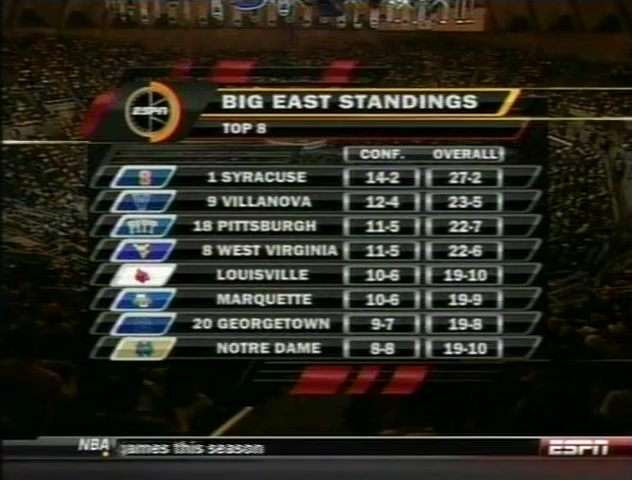 ESPN
BIG EAST STANDINGS
TOP 8
CONF. OVERALL
1 SYRACUSE 14-2 27-2
9 VILLANOVA 12-4 23-5
PITT 18 PITTSBURGH 11-5 22-7
8 WEST VIRGINIA 11-5 22-6
LOUISVILLE 10-6 19-10
MARQUETTE 10-6 19-9
20 GEORGETOWN 9-7 19-8
NOTRE DAME 8-8 19-10
NBA james this season ESPN